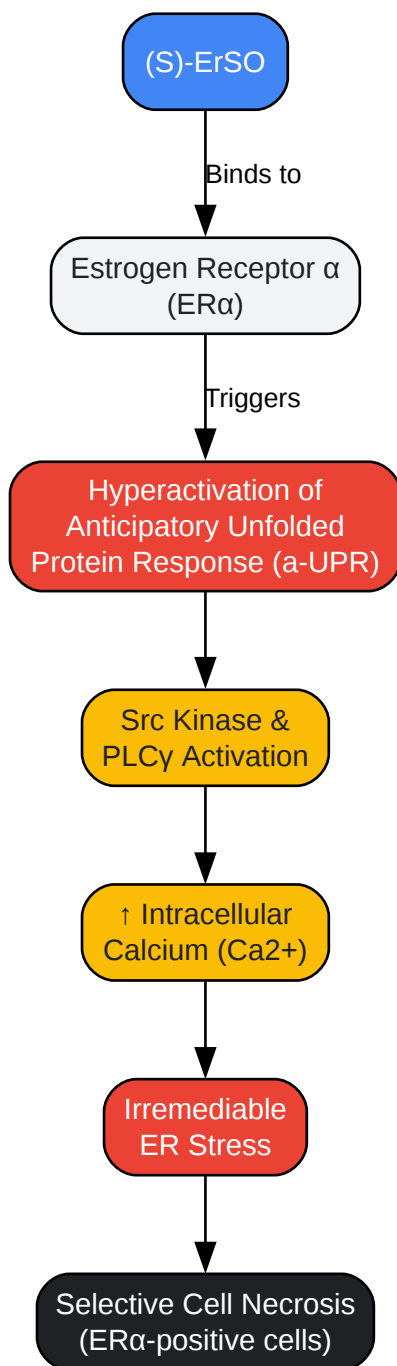 (S)-ErSO
Binds to
Estrogen Receptor α
(ERα)
Triggers
Hyperactivation of
Anticipatory Unfolded
Protein Response (a-UPR)
Src Kinase &
PLCγ Activation
↑ Intracellular
Calcium (Ca2+)
Irremediable
ER Stress
Selective Cell Necrosis
(ERα-positive cells)